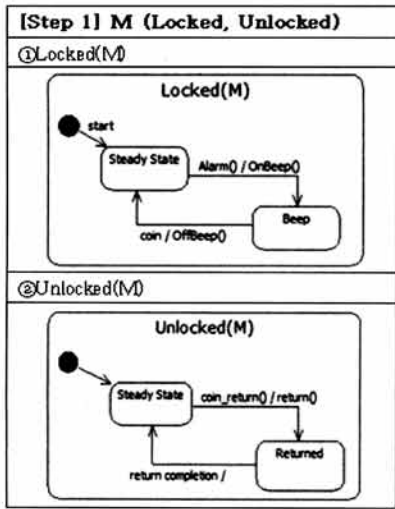 [Step 1] M (Locked, Unlocked)
①Locked(M)
Locked(M)
start
Steady State
Alarm() / OnBeep()
Beep
coin / OffBeep()
②Unlocked(M)
Unlocked(M)
Steady State
coin_return() / return()
Returned
return completion /